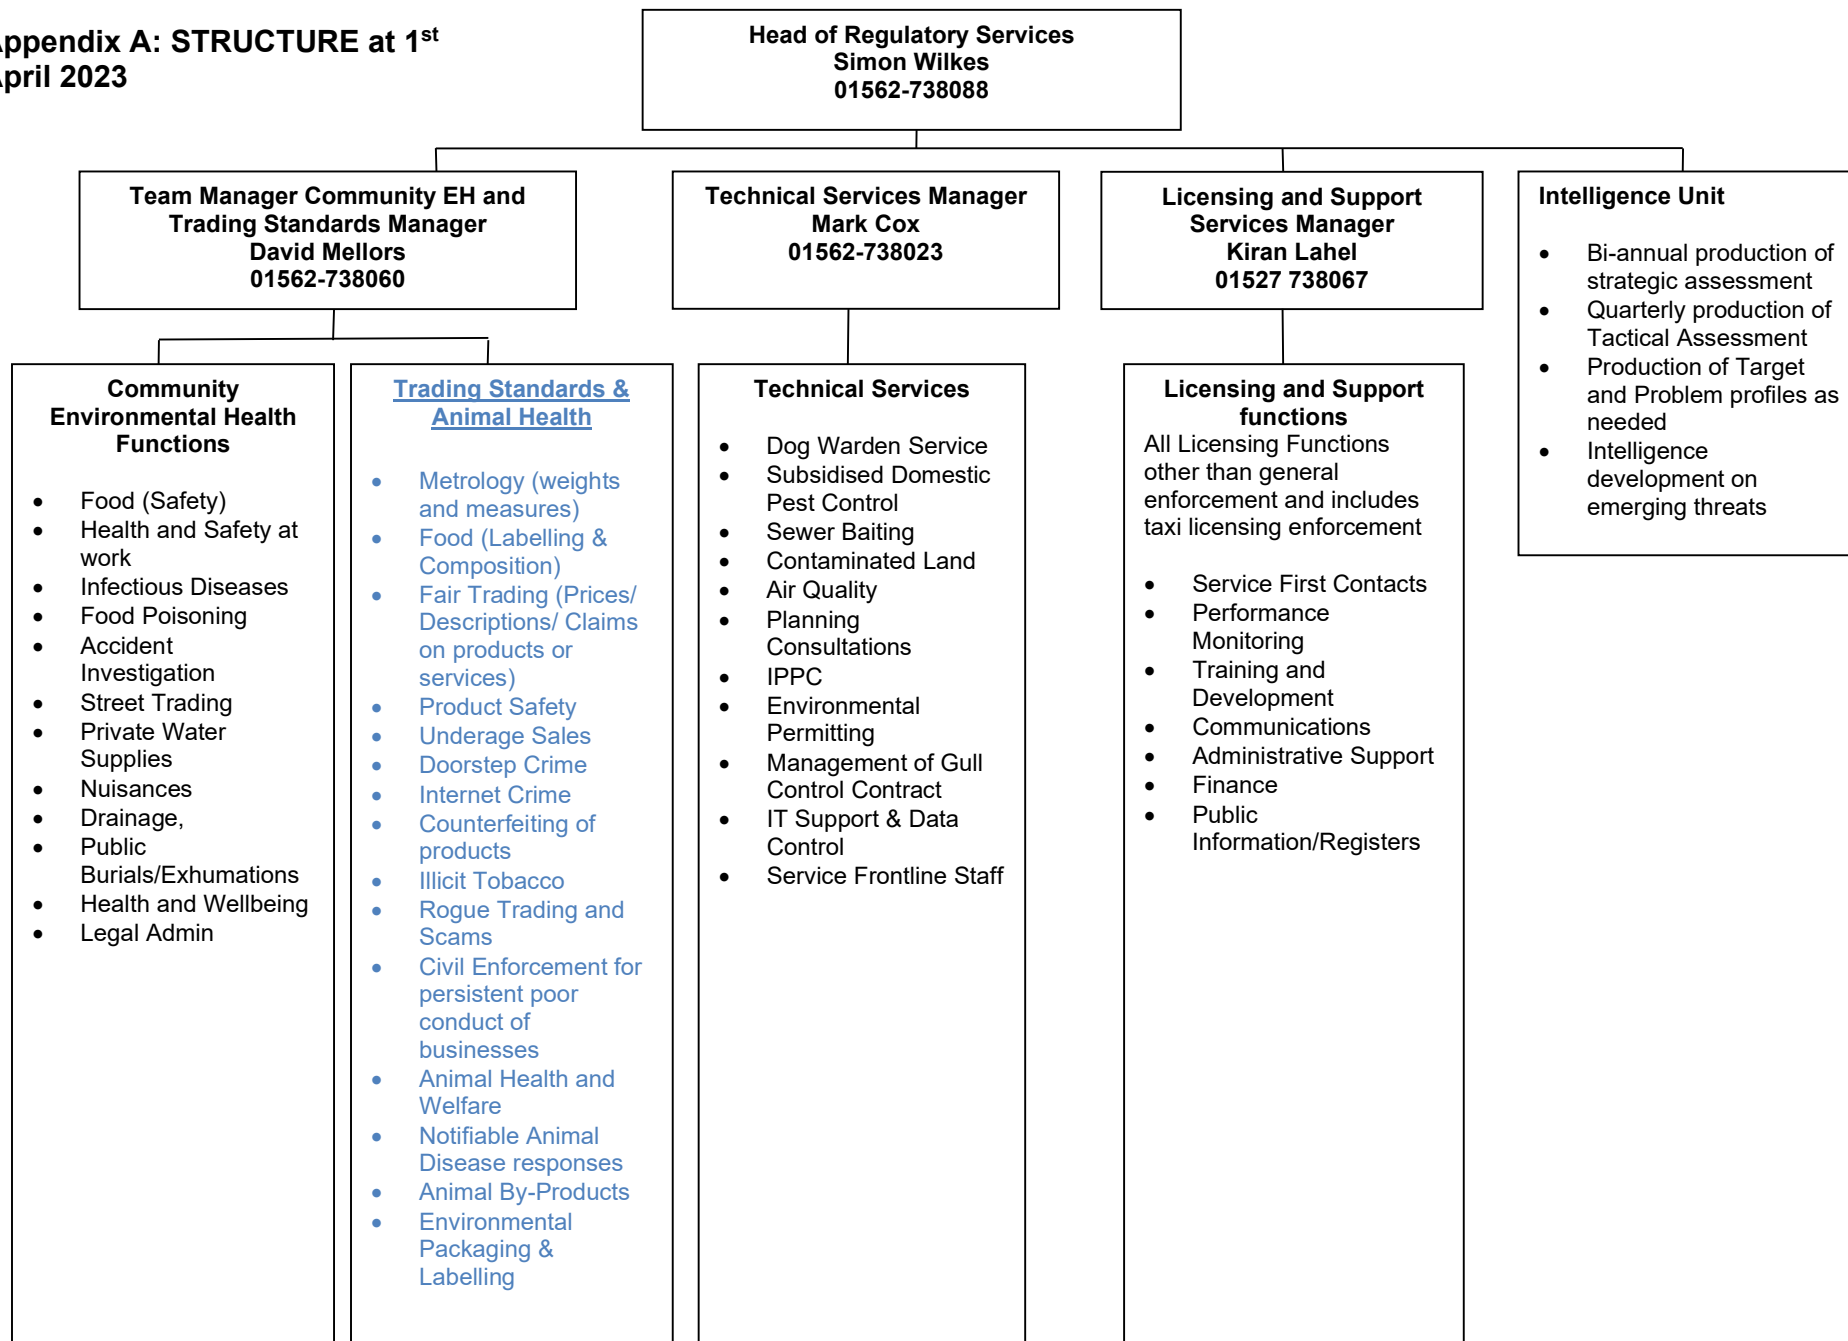 ppendix A: STRUCTURE at 1st
April 2023
Head of Regulatory Services
Simon Wilkes
01562-738088
Team Manager Community EH and
Trading Standards Manager
David Mellors
01562-738060
Technical Services Manager
Mark Cox
01562-738023
Licensing and Support
Services Manager
Kiran Lahel
01527 738067
Intelligence Unit
• Bi-annual production of
strategic assessment
• Quarterly production of
Tactical Assessment
• Production of Target
and Problem profiles as
needed
• Intelligence
development on
emerging threats
Community
Environmental Health
Functions
• Food (Safety)
• Health and Safety at
work
• Infectious Diseases
• Food Poisoning
• Accident
Investigation
• Street Trading
• Private Water
Supplies
• Nuisances
• Drainage,
• Public
Burials/Exhumations
• Health and Wellbeing
• Legal Admin
Trading Standards &
Animal Health
• Metrology (weights
and measures)
• Food (Labelling &
Composition)
• Fair Trading (Prices/
Descriptions/ Claims
on products or
services)
• Product Safety
• Underage Sales
• Doorstep Crime
• Internet Crime
• Counterfeiting of
products
• Illicit Tobacco
• Rogue Trading and
Scams
• Civil Enforcement for
persistent poor
conduct of
businesses
• Animal Health and
Welfare
• Notifiable Animal
Disease responses
• Animal By-Products
• Environmental
Packaging &
Labelling
Technical Services
• Dog Warden Service
• Subsidised Domestic
Pest Control
• Sewer Baiting
• Contaminated Land
• Air Quality
• Planning
Consultations
• IPPC
• Environmental
Permitting
• Management of Gull
Control Contract
• IT Support & Data
Control
• Service Frontline Staff
Licensing and Support
functions
All Licensing Functions
other than general
enforcement and includes
taxi licensing enforcement
• Service First Contacts
• Performance
Monitoring
• Training and
Development
• Communications
• Administrative Support
• Finance
• Public
Information/Registers